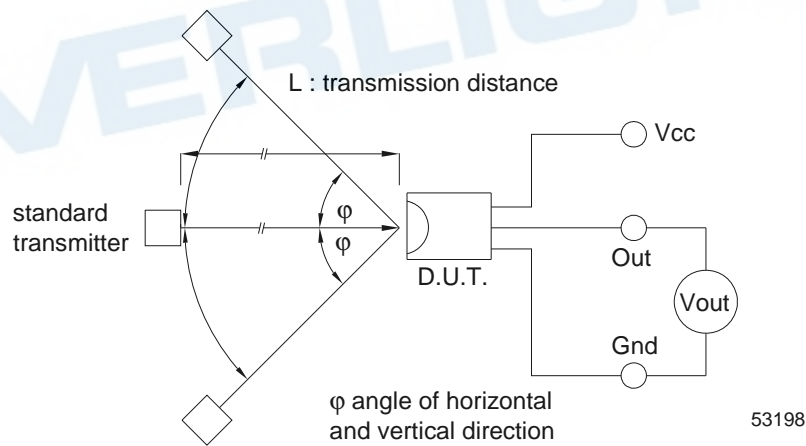 L : transmission distance
Vcc
standard
transmitter
φ
φ
D.U.T.
Out
Vout
Gnd
φ angle of horizontal
and vertical direction
53198